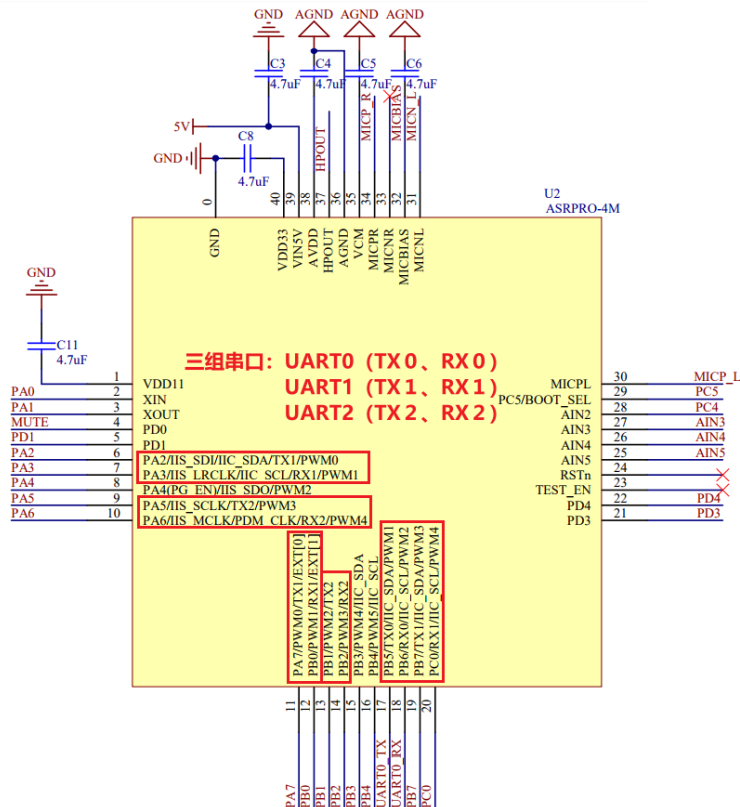 GND AGND AGND AGND
C3 C4 C5 C6
4.7uF 4.7uF 4.7uF 4.7uF
5V
C8
GND
4.7uF
HPOUT
MICP_R
MICBIAS
MICN_L
U2
ASRPRO-4M
0 40 39 38 37 36 35 34 33 32 31
GND
VDD33
VIN5V
AVDD
HPOUT
AGND
VCM
MICPR
MICNR
MICBIAS
MICNL
GND
C11
4.7uF
三组串口：UART0（TX0、RX0）
UART1（TX1、RX1）
UART2（TX2、RX2）
1 VDD11
PA0 2 XIN
PA1 3 XOUT
MUTE 4 PD0
PD1 5 PD1
PA2 6 PA2/IIS_SDI/IIC_SDA/TX1/PWM0
PA3 7 PA3/IIS_LRCLK/IIC_SCL/RX1/PWM1
PA4 8 PA4(PG_EN)/IIS_SDO/PWM2
PA5 9 PA5/IIS_SCLK/TX2/PWM3
PA6 10 PA6/IIS_MCLK/PDM_CLK/RX2/PWM4
MICPL 30 MICP_L
PC5/BOOT_SEL 29 PC5
AIN2 28 PC4
AIN3 27 AIN3
AIN4 26 AIN4
AIN5 25 AIN5
RSTn 24
TEST_EN 23
PD4 22 PD4
PD3 21 PD3
PA7/PWM0/TX1/EXT[0]
PB0/PWM1/RX1/EXT[1]
PB1/PWM2/TX2
PB2/PWM3/RX2
PB3/PWM4/IIC_SDA
PB4/PWM5/IIC_SCL
PB5/TX0/IIC_SDA/PWM1
PB6/RX0/IIC_SCL/PWM2
PB7/TX1/IIC_SDA/PWM3
PC0/RX1/IIC_SCL/PWM4
11 12 13 14 15 16 17 18 19 20
PA7
PB0
PB1
PB2
PB3
PB4
UART0_TX
UART0_RX
PB7
PC0